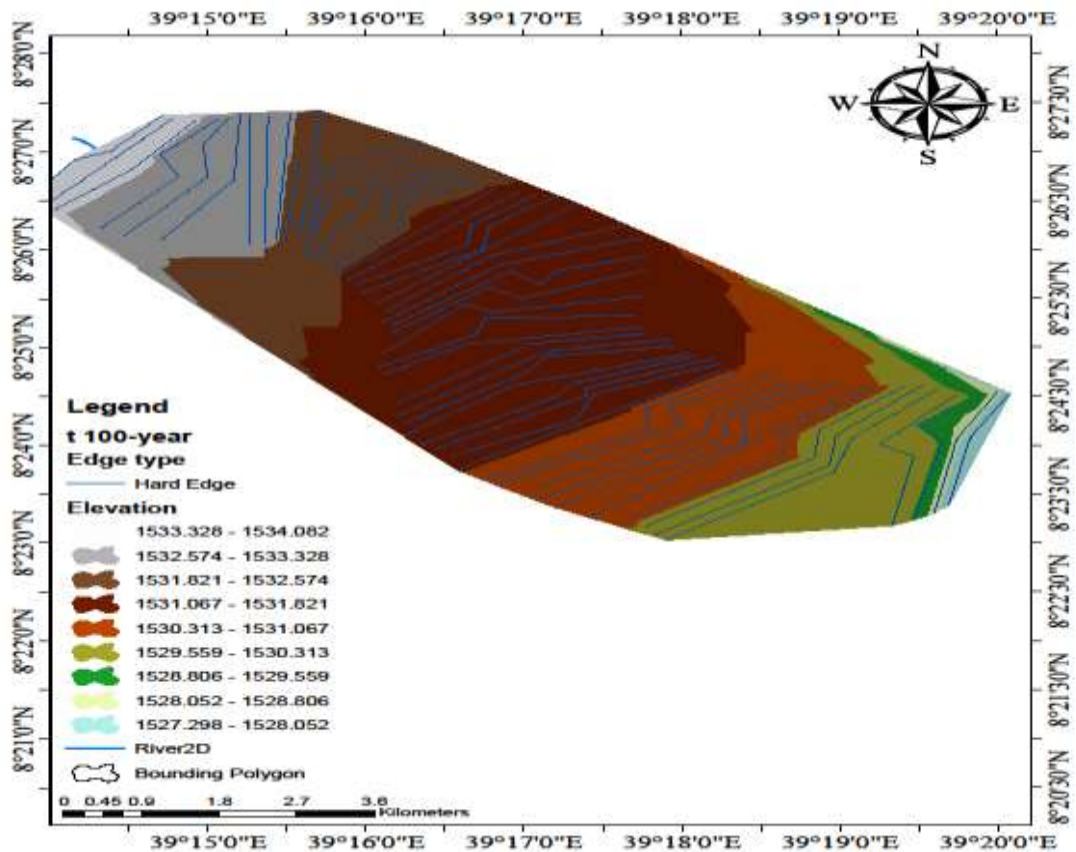 39°15'0"E 39°16'0"E 39°17'0"E 39°18'0"E 39°19'0"E 39°20'0"E
8°28'0"N
8°27'0"N
8°26'0"N
8°25'0"N
8°24'0"N
8°23'0"N
8°22'0"N
8°21'0"N
N
W E
S
8°27'30"N
8°26'30"N
8°25'30"N
8°24'30"N
8°23'30"N
8°22'30"N
8°21'30"N
8°20'30"N
Legend
t 100-year
Edge type
Hard Edge
Elevation
1533.328 - 1534.082
1532.574 - 1533.328
1531.821 - 1532.574
1531.067 - 1531.821
1530.313 - 1531.067
1529.559 - 1530.313
1528.806 - 1529.559
1528.052 - 1528.806
1527.298 - 1528.052
River2D
Bounding Polygon
0 0.45 0.9 1.8 2.7 3.6
Kilometers
39°15'0"E 39°16'0"E 39°17'0"E 39°18'0"E 39°19'0"E 39°20'0"E